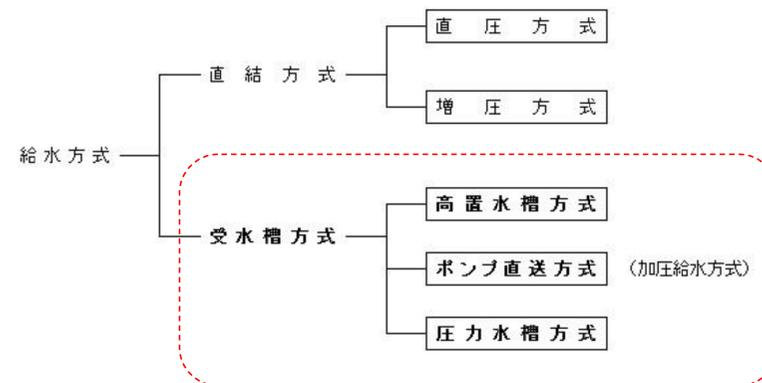 直圧方式
直結方式
増圧方式
給水方式
高置水槽方式
受水槽方式
ポンプ直送方式 （加圧給水方式）
圧力水槽方式